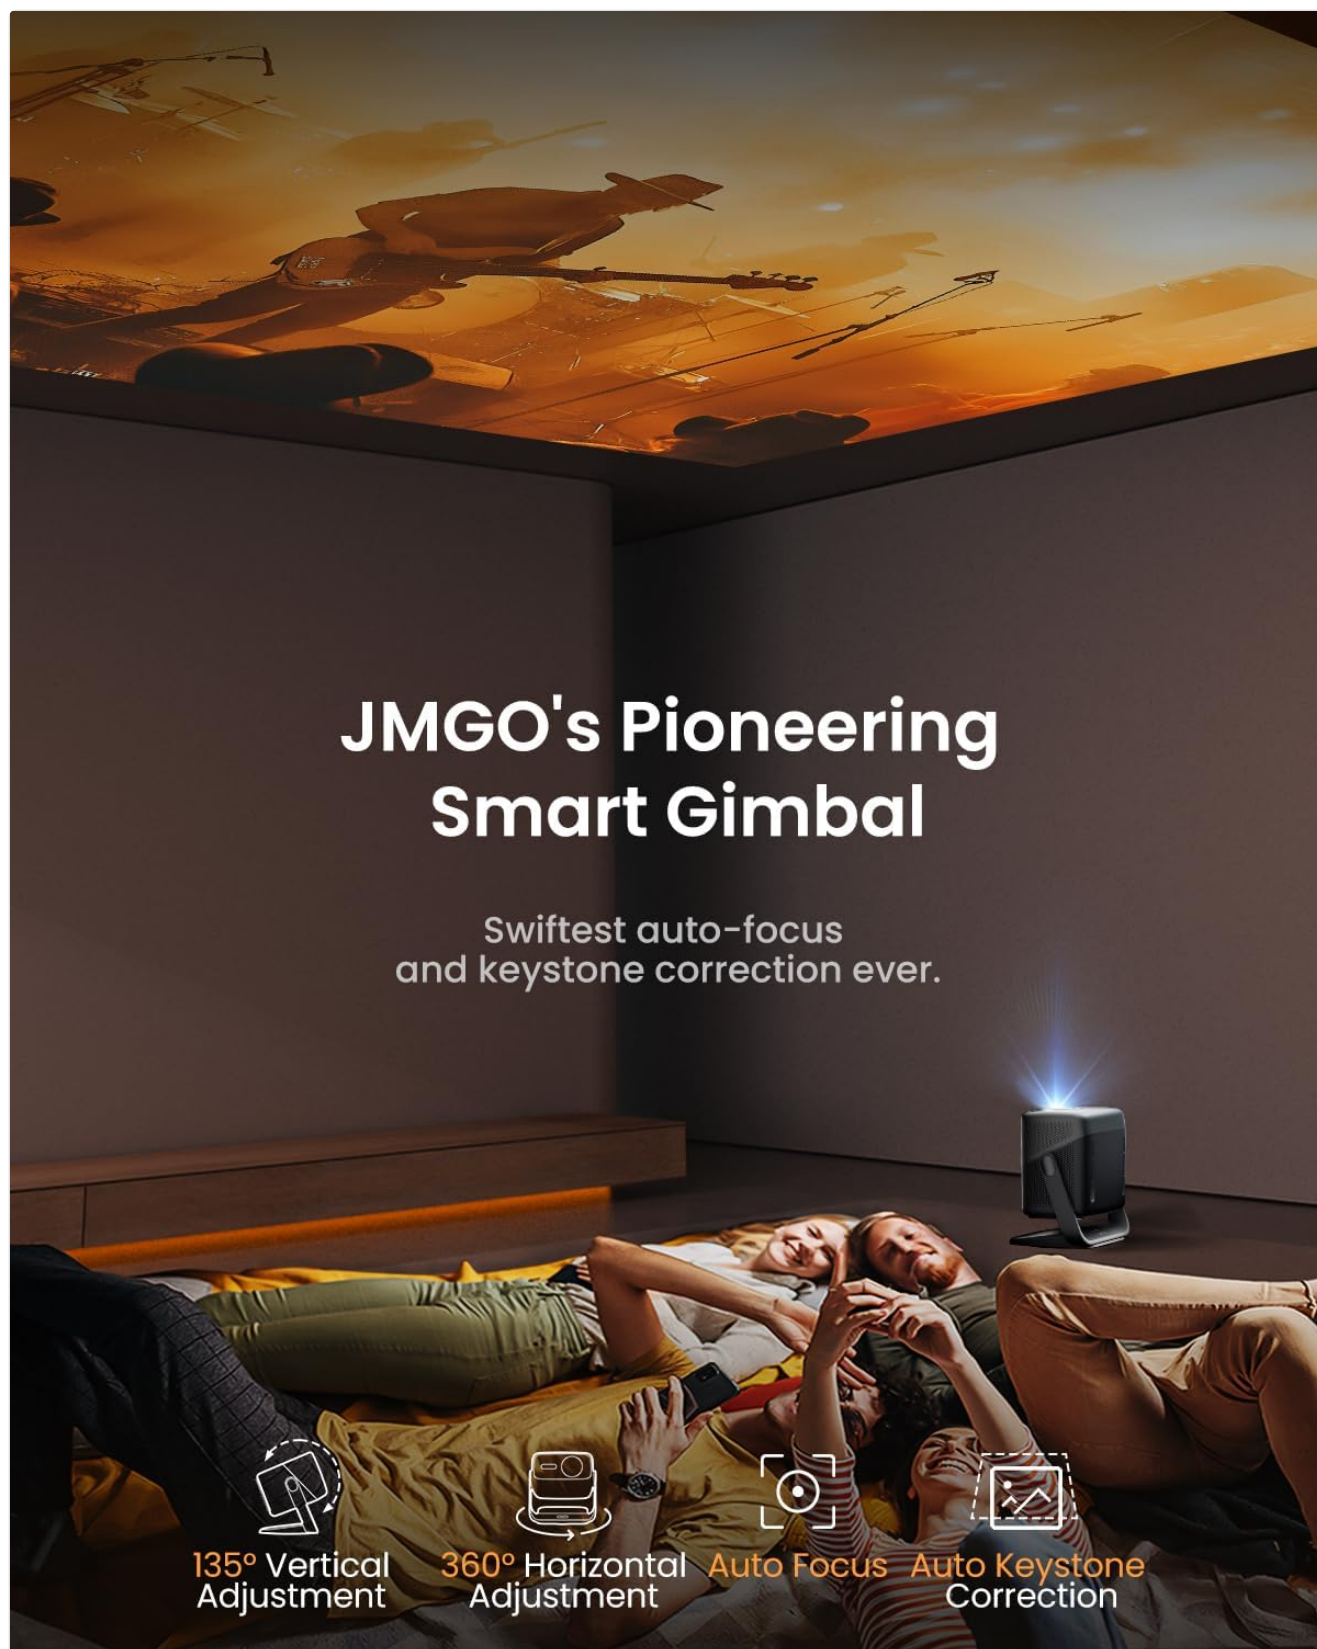 JMGO's Pioneering
Smart Gimbal
Swiftest auto-focus
and keystone correction ever.
135° Vertical
Adjustment
360° Horizontal
Adjustment
Auto Focus
Auto Keystone
Correction